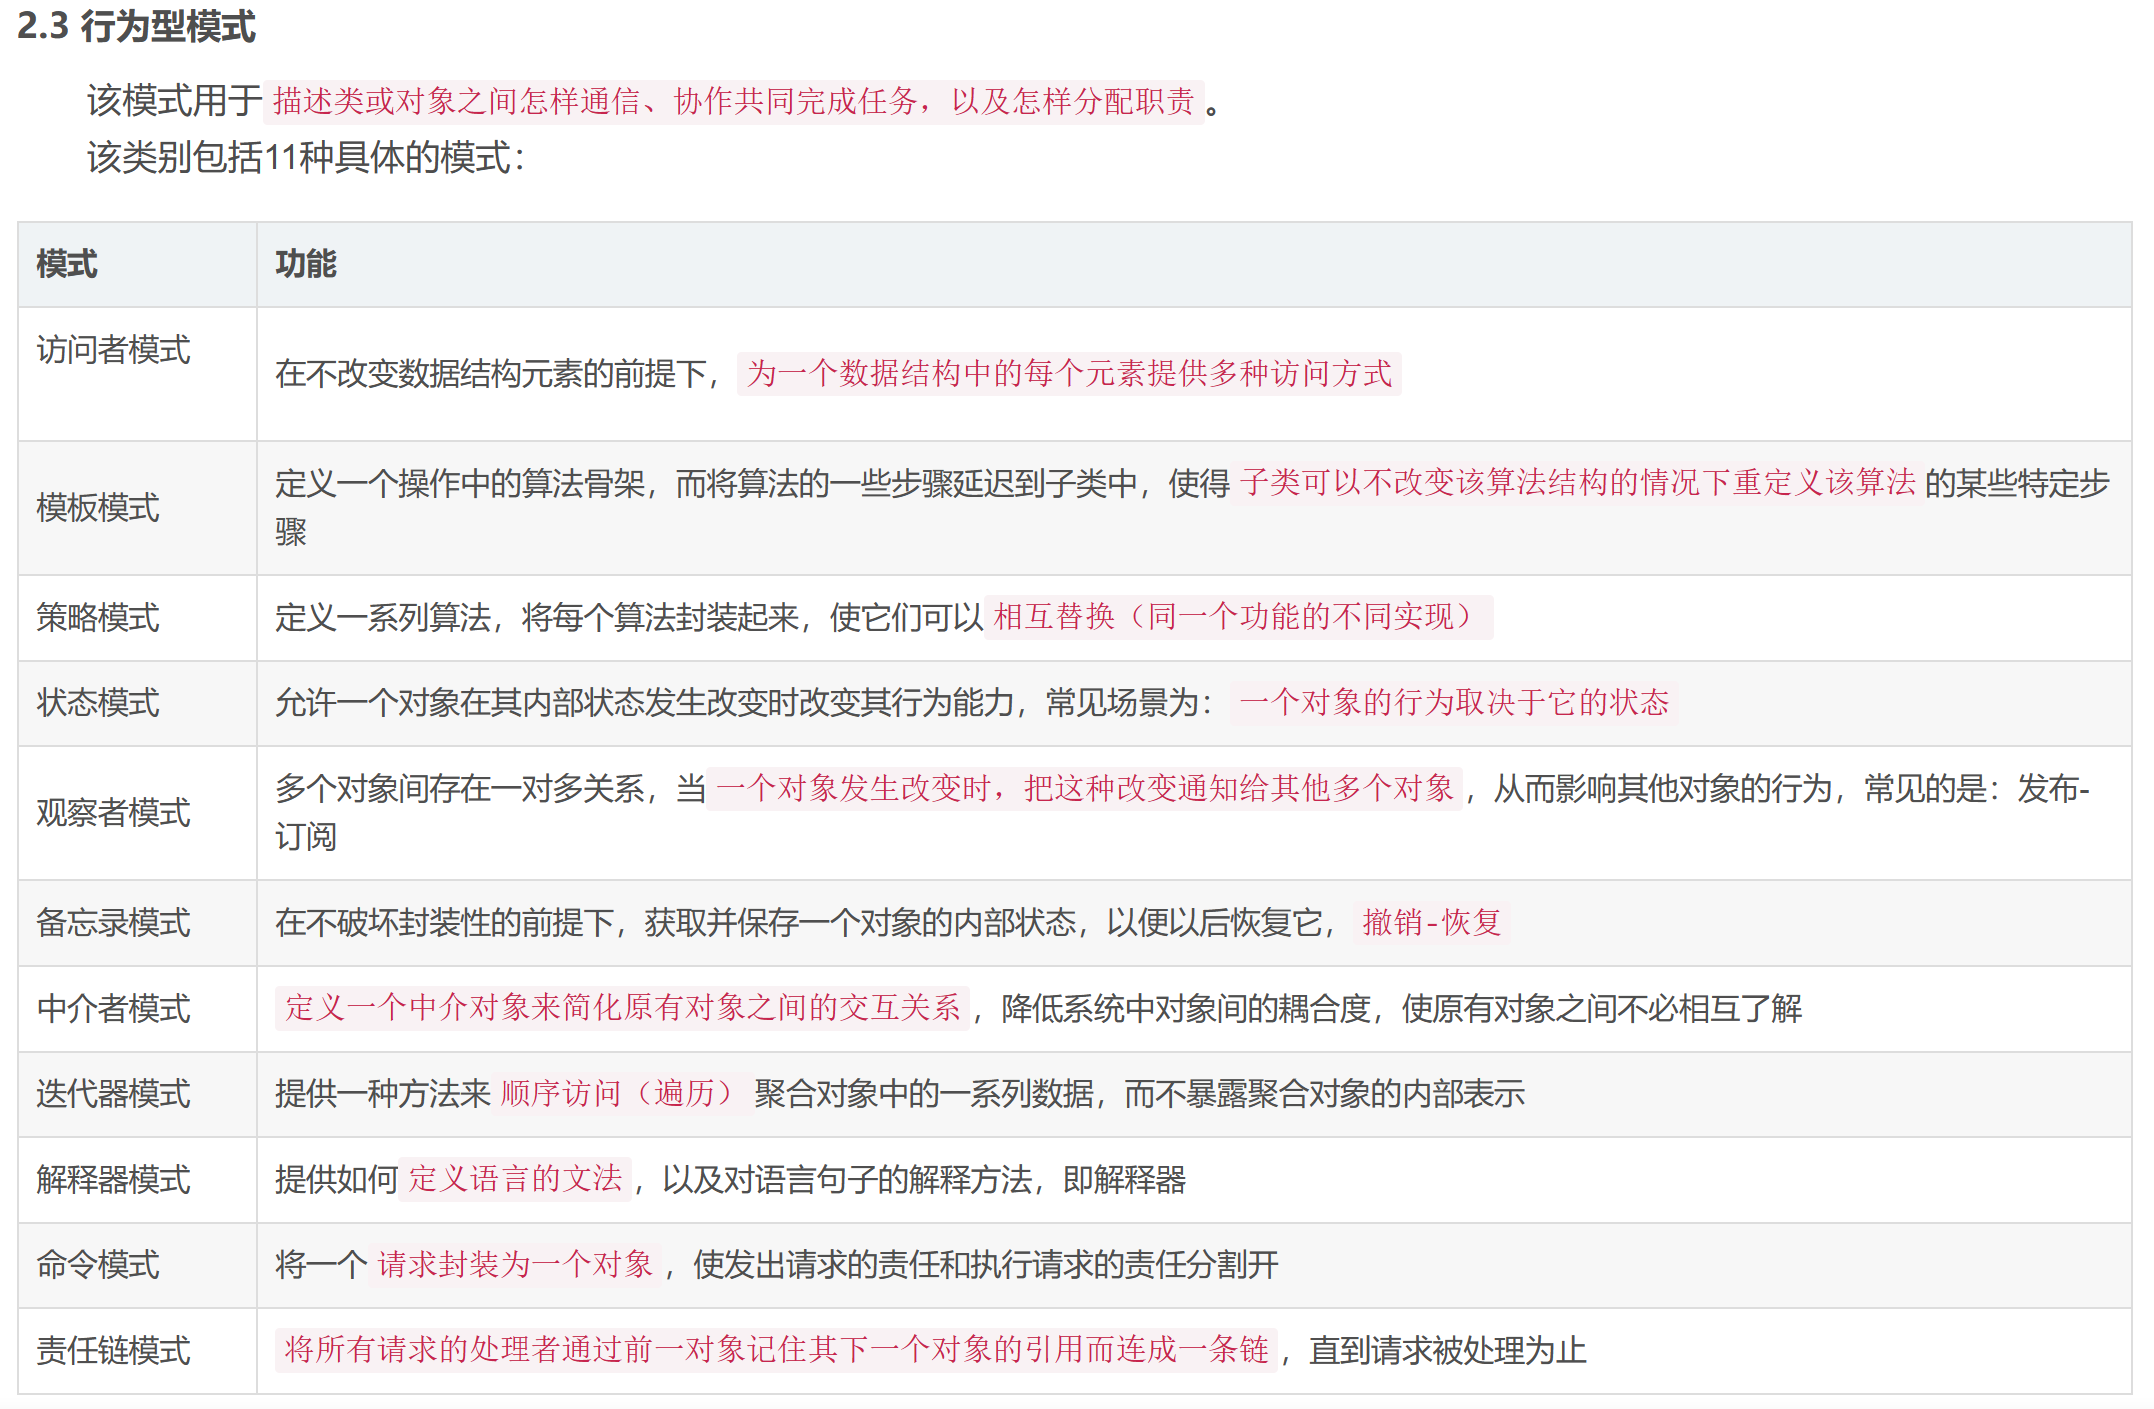 2.3 行为型模式
该模式用于描述类或对象之间怎样通信、协作共同完成任务，以及怎样分配职责。
该类别包括11种具体的模式：
模式 功能
访问者模式 在不改变数据结构元素的前提下，为一个数据结构中的每个元素提供多种访问方式
模板模式 定义一个操作中的算法骨架，而将算法的一些步骤延迟到子类中，使得子类可以不改变该算法结构的情况下重定义该算法的某些特定步
骤
策略模式 定义一系列算法，将每个算法封装起来，使它们可以相互替换（同一个功能的不同实现）
状态模式 允许一个对象在其内部状态发生改变时改变其行为能力，常见场景为：一个对象的行为取决于它的状态
观察者模式 多个对象间存在一对多关系，当一个对象发生改变时，把这种改变通知给其他多个对象，从而影响其他对象的行为，常见的是：发布-
订阅
备忘录模式 在不破坏封装性的前提下，获取并保存一个对象的内部状态，以便以后恢复它，撤销-恢复
中介者模式 定义一个中介对象来简化原有对象之间的交互关系，降低系统中对象间的耦合度，使原有对象之间不必相互了解
迭代器模式 提供一种方法来顺序访问（遍历）聚合对象中的一系列数据，而不暴露聚合对象的内部表示
解释器模式 提供如何定义语言的文法，以及对语言句子的解释方法，即解释器
命令模式 将一个请求封装为一个对象，使发出请求的责任和执行请求的责任分割开
责任链模式 将所有请求的处理者通过前一对象记住其下一个对象的引用而连成一条链，直到请求被处理为止